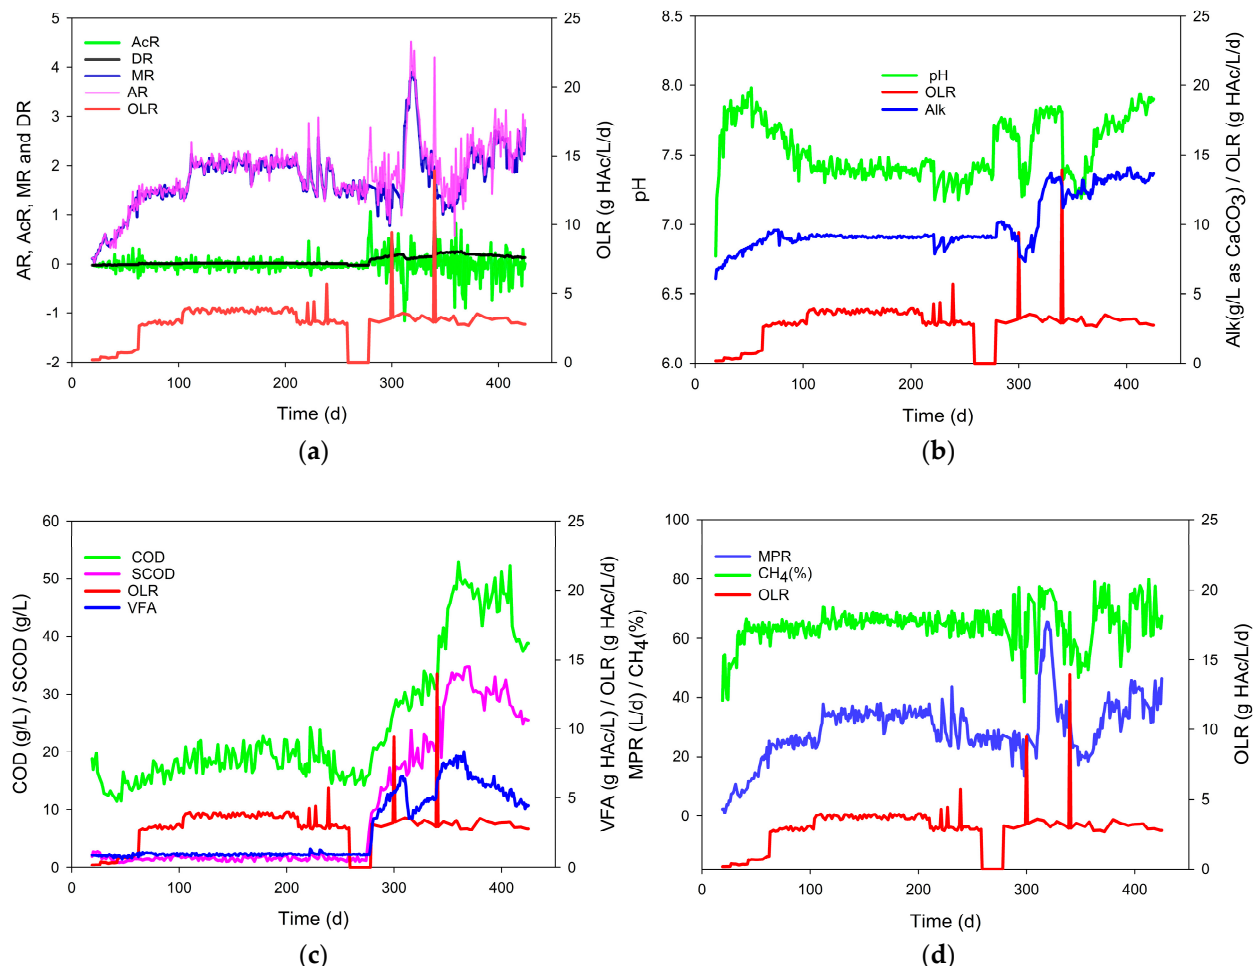 5
4
3
2
1
0
-1
-2
AR, AcR, MR and DR
AcR
DR
MR
AR
OLR
25
20
15
10
5
0
OLR (g HAc/L/d)
0 100 200 300 400
Time (d)
(a)
8.5
8.0
7.5
7.0
6.5
6.0
pH
pH
OLR
Alk
25
20
15
10
5
0
Alk(g/L as CaCO3) / OLR (g HAc/L/d)
0 100 200 300 400
Time (d)
(b)
60
50
40
30
20
10
0
COD (g/L) / SCOD (g/L)
COD
SCOD
OLR
VFA
25
20
15
10
5
0
VFA (g HAc/L) / OLR (g HAc/L/d)
0 100 200 300 400
Time (d)
(c)
100
80
60
40
20
0
MPR (L/d) / CH4(%)
MPR
CH4(%)
OLR
25
20
15
10
5
0
OLR (g HAc/L/d)
0 100 200 300 400
Time (d)
(d)